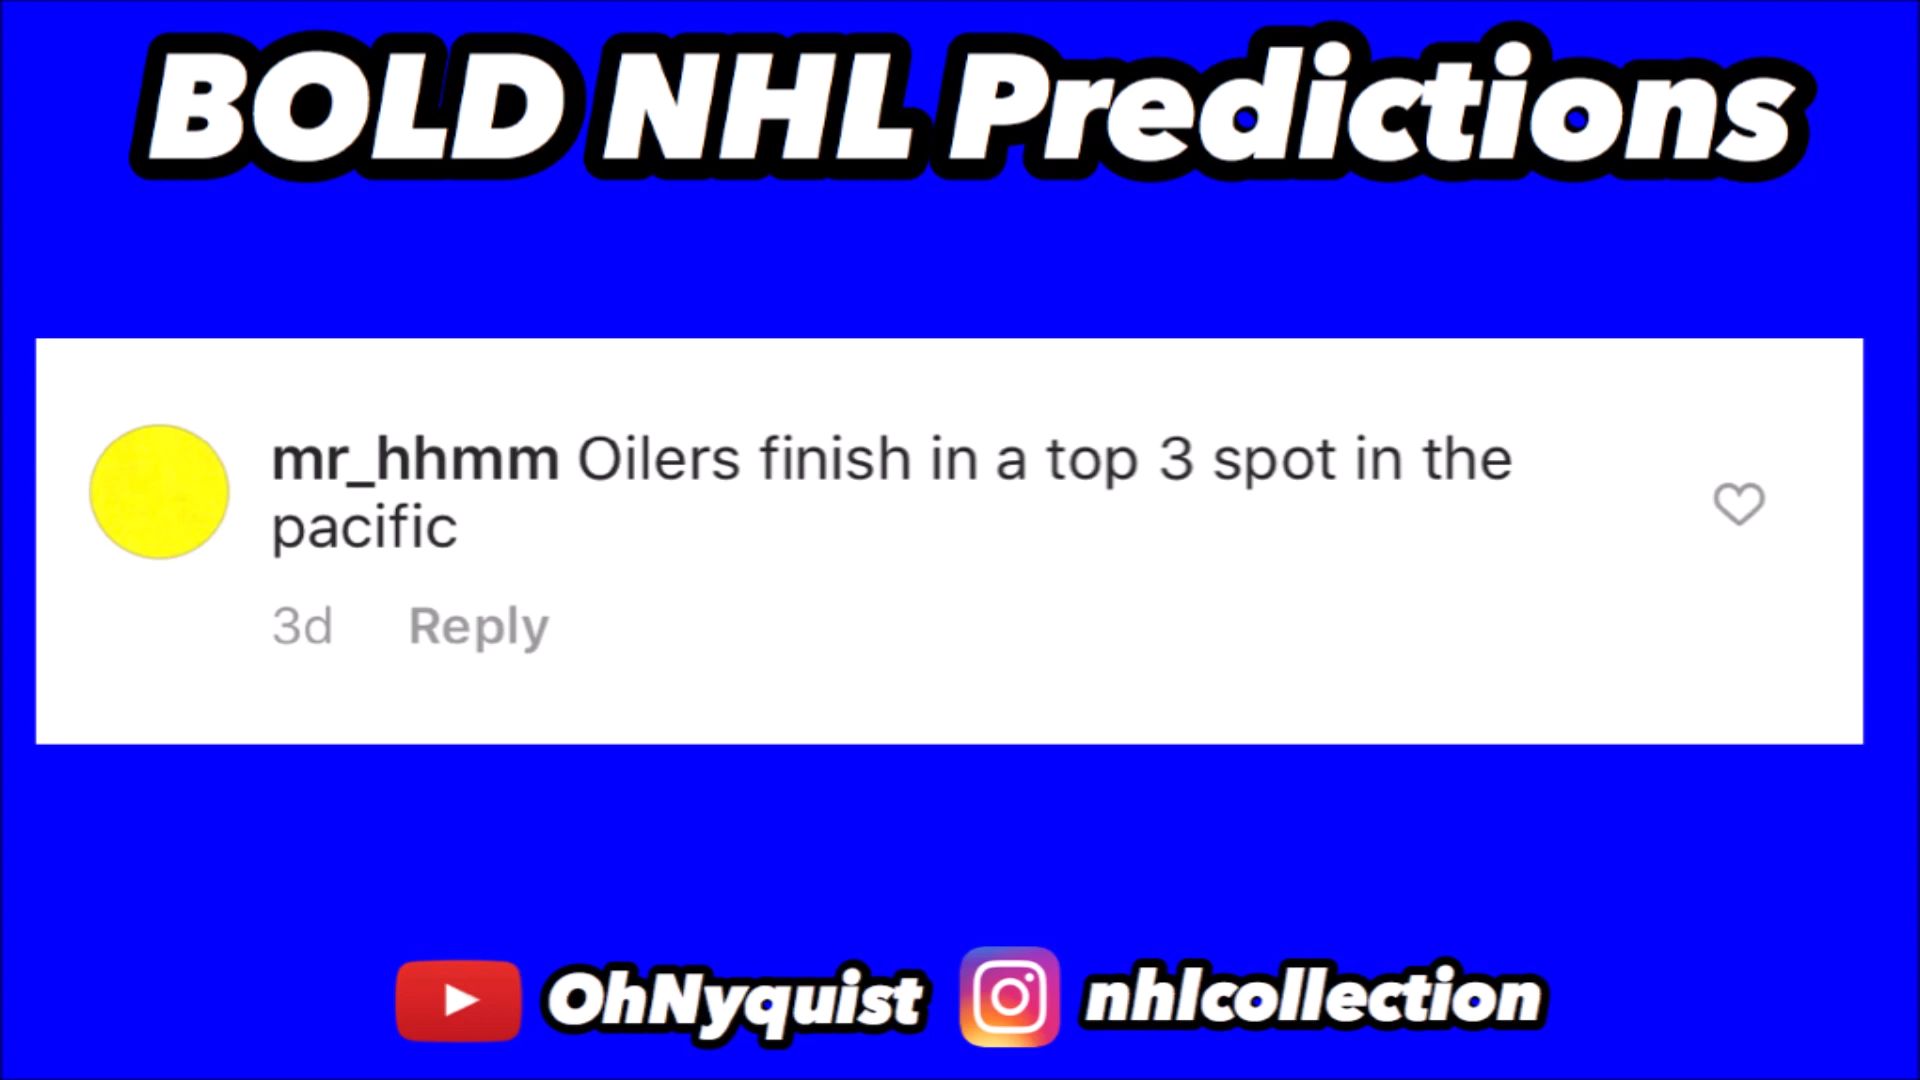 BOLD NHL Predictions
mr_hhmm Oilers finish in a top 3 spot in the
pacific
3d Reply
OhNyquist nhlcollection